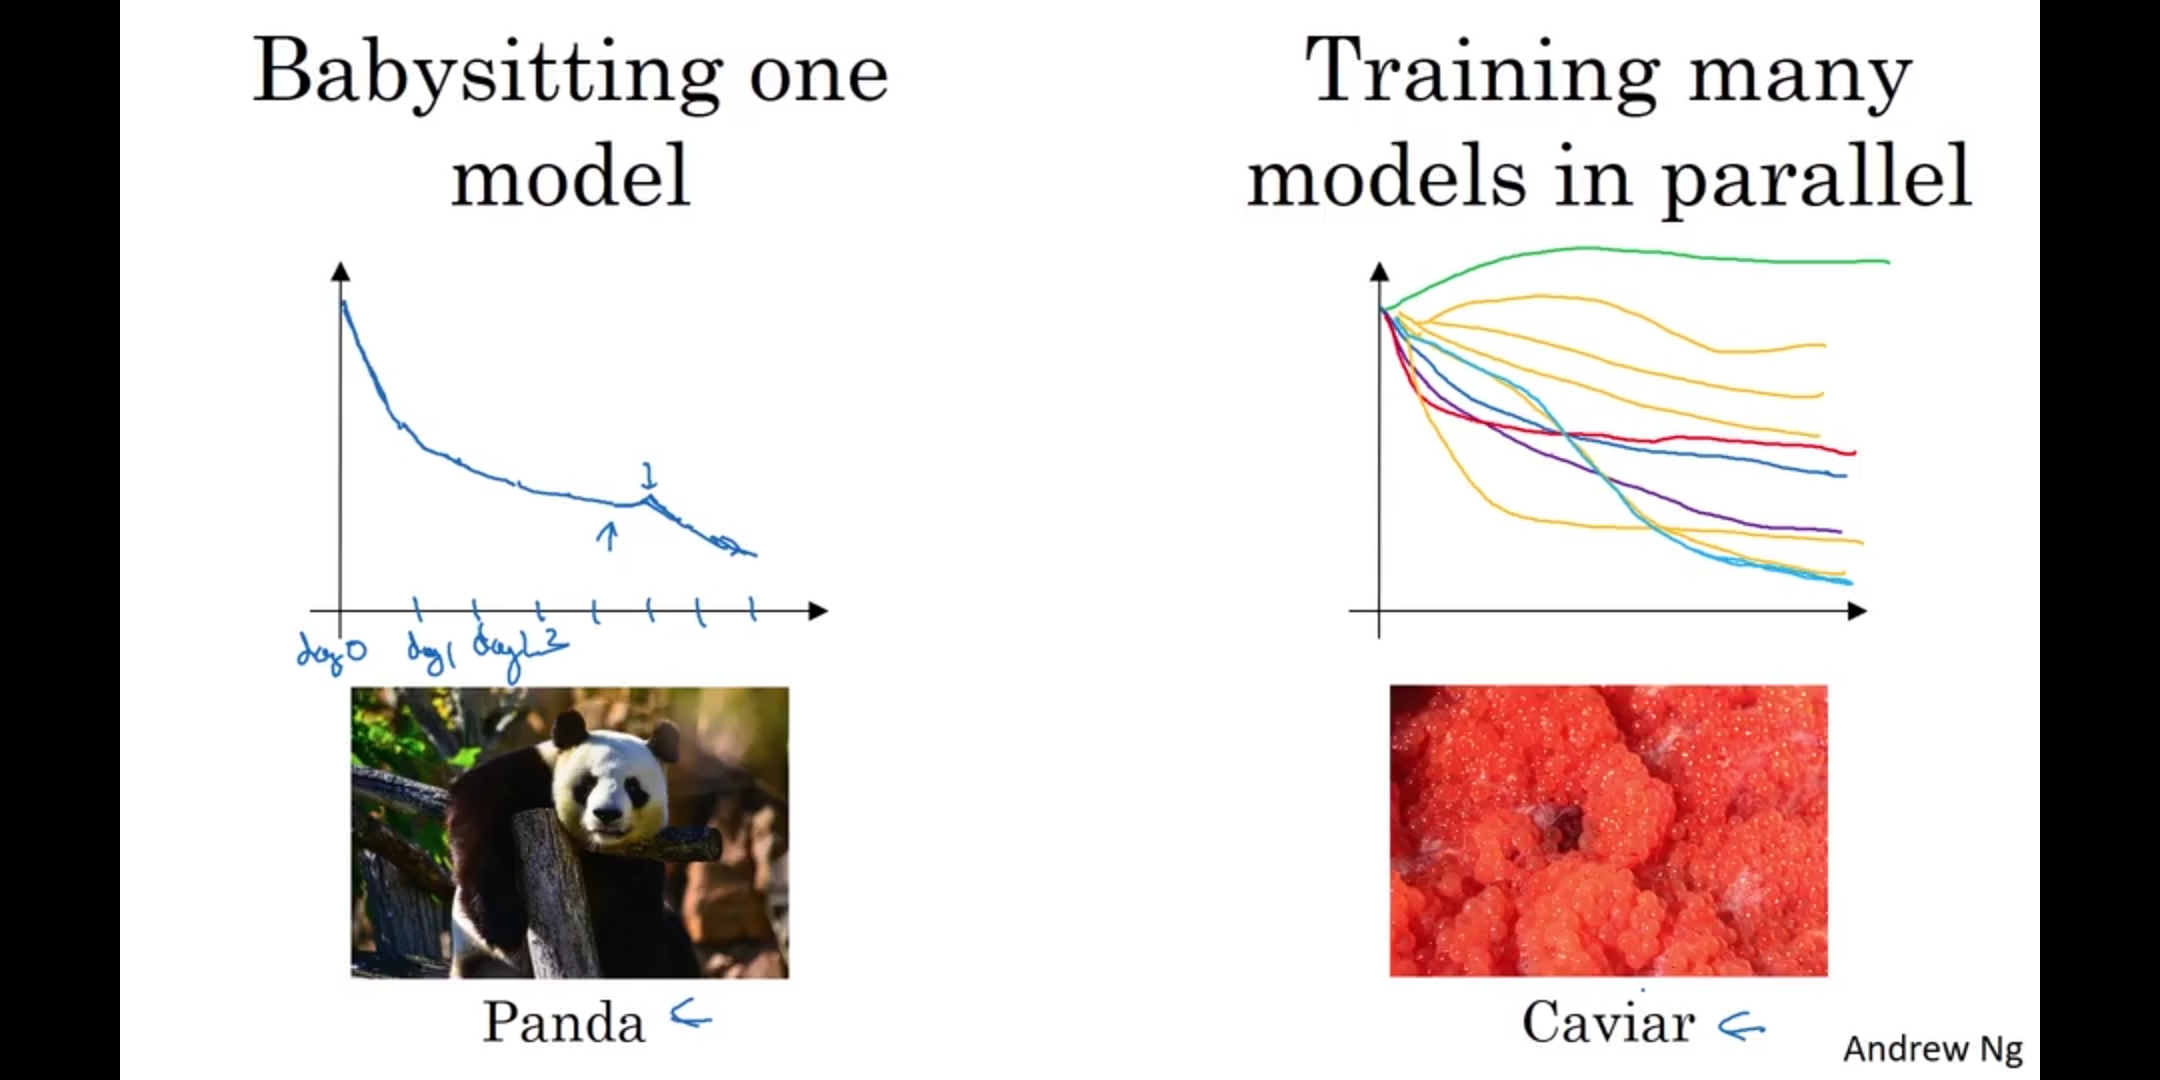 Babysitting one
model
Training many
models in parallel
day 0 day 1 day 2
Panda
Caviar
Andrew Ng